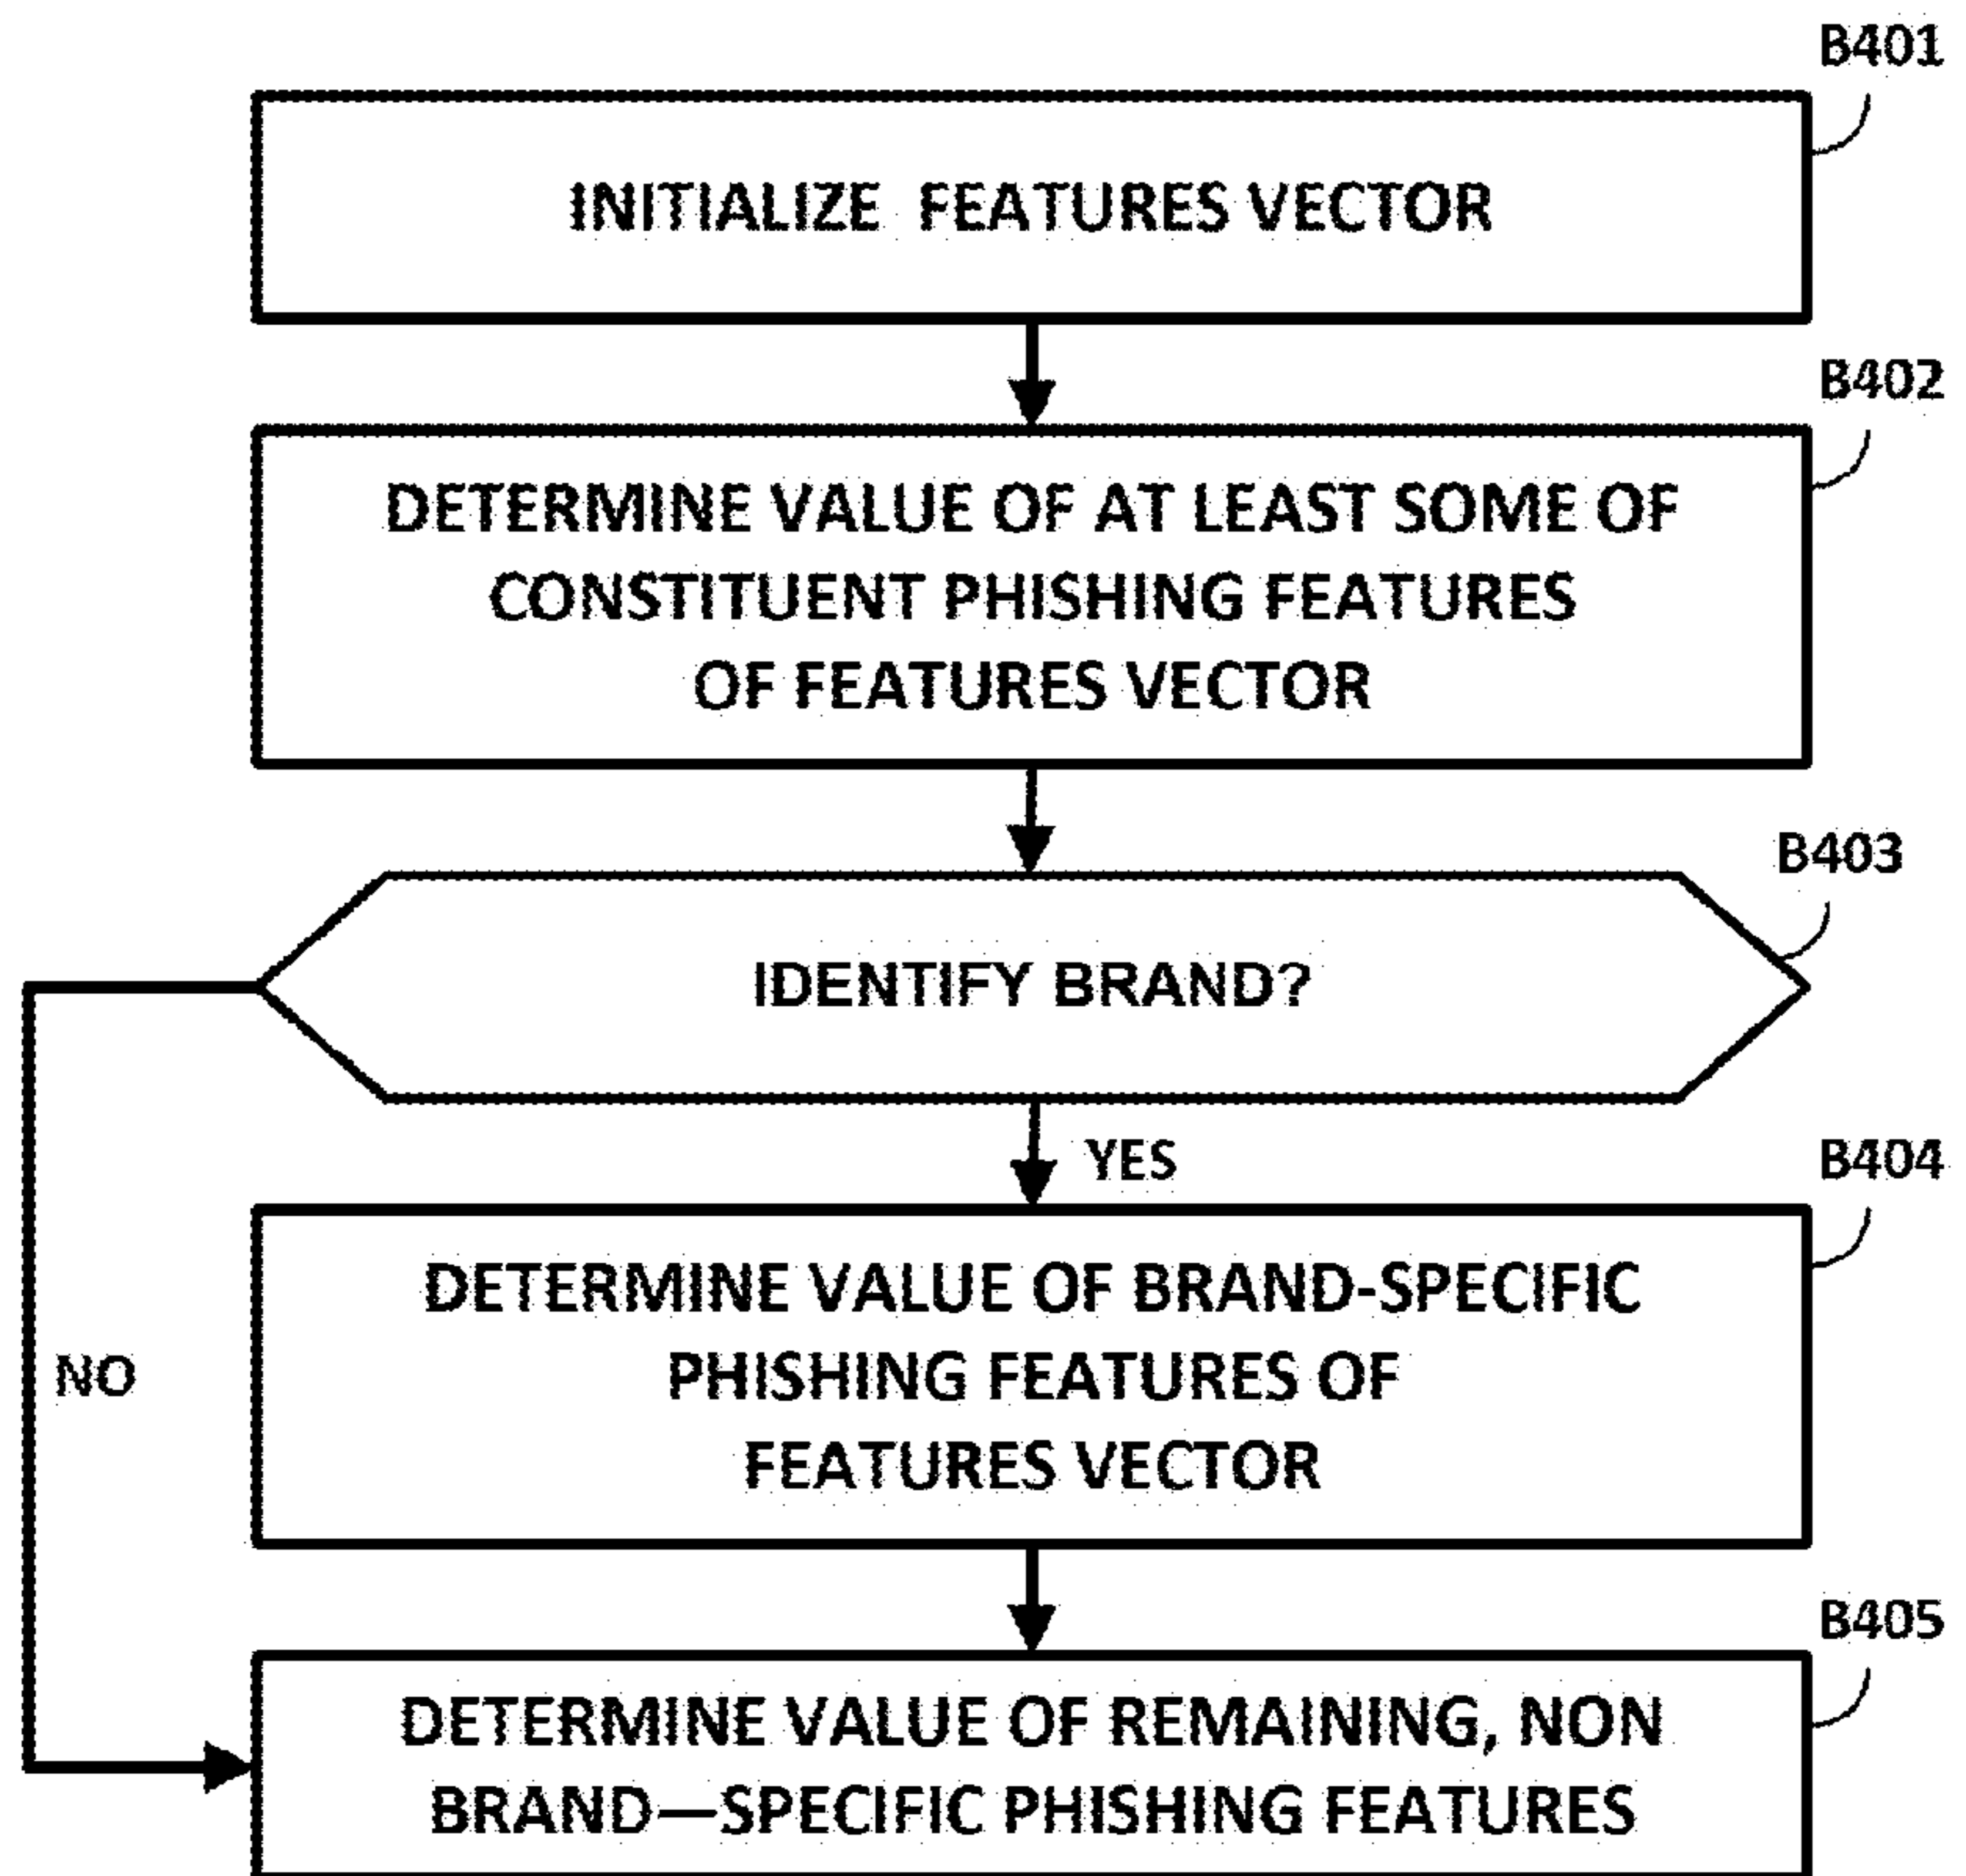 B401
INITIALIZE FEATURES VECTOR
B402
DETERMINE VALUE OF AT LEAST SOME OF
CONSTITUENT PHISHING FEATURES
OF FEATURES VECTOR
B403
IDENTIFY BRAND?
YES
B404
DETERMINE VALUE OF BRAND-SPECIFIC
PHISHING FEATURES OF
FEATURES VECTOR
NO
B405
DETERMINE VALUE OF REMAINING, NON
BRAND—SPECIFIC PHISHING FEATURES